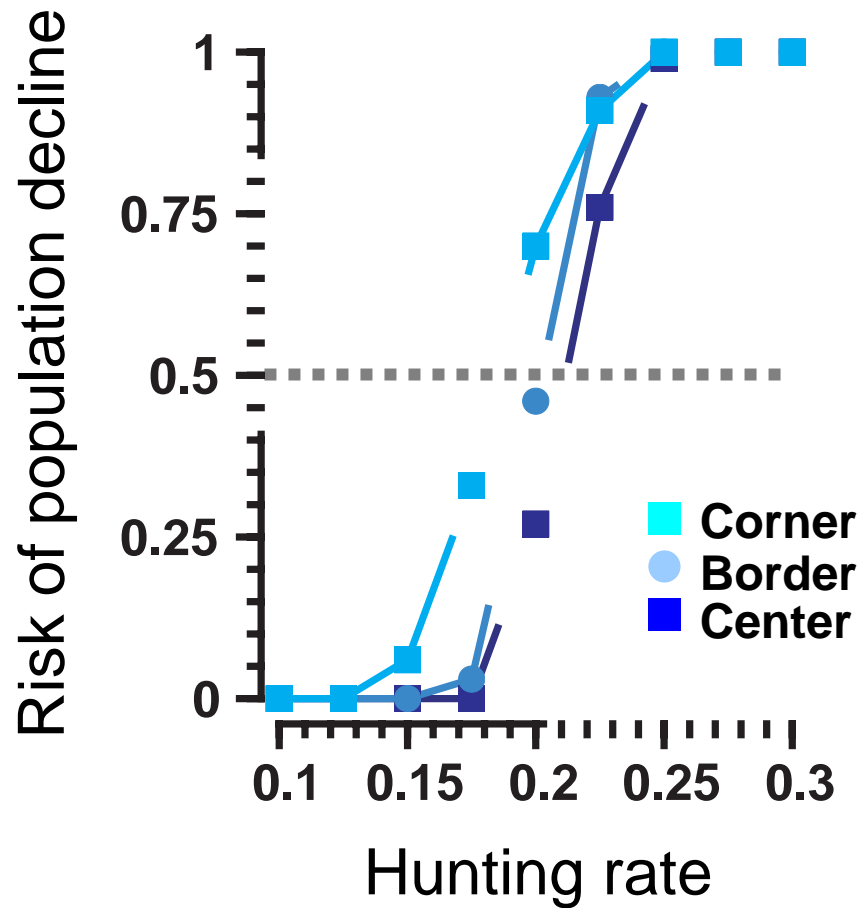 Risk of population decline
1
0.75
0.5
0.25
0
Corner
Border
Center
0.1 0.15 0.2 0.25 0.3
Hunting rate